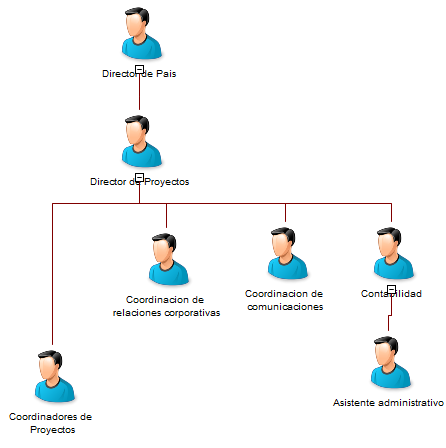 Director de Pais
Director de Proyectos
Coordinacion de
relaciones corporativas
Coordinacion de
comunicaciones
Contabilidad
Coordinadores de
Proyectos
Asistente administrativo